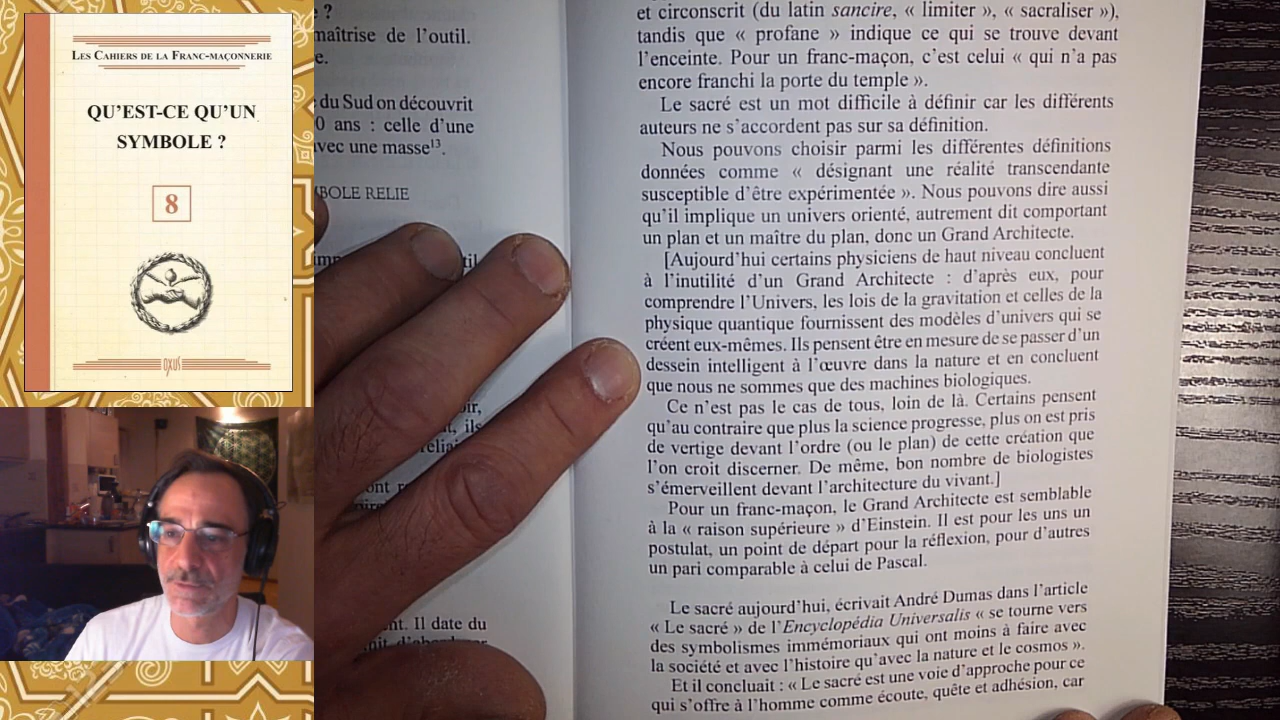 LES CAHIERS DE LA FRANC-MAÇONNERIE
QU'EST-CE QU'UN
SYMBOLE ?
8
OXUS
?
maîtrise de l'outil.
du Sud on découvrit
0 ans : celle d'une
avec une masse¹³.
BOLE RELIE
ils
nt. Il date du
et circonscrit (du latin sancire, « limiter », « sacraliser »),
tandis que « profane » indique ce qui se trouve devant
l'enceinte. Pour un franc-maçon, c'est celui « qui n'a pas
encore franchi la porte du temple ».
Le sacré est un mot difficile à définir car les différents
auteurs ne s'accordent pas sur sa définition.
Nous pouvons choisir parmi les différentes définitions
données comme « désignant une réalité transcendante
susceptible d'être expérimentée ». Nous pouvons dire aussi
qu'il implique un univers orienté, autrement dit comportant
un plan et un maître du plan, donc un Grand Architecte.
[Aujourd'hui certains physiciens de haut niveau concluent
à l'inutilité d'un Grand Architecte : d'après eux, pour
comprendre l'Univers, les lois de la gravitation et celles de la
physique quantique fournissent des modèles d'univers qui se
créent eux-mêmes. Ils pensent être en mesure de se passer d'un
dessein intelligent à l'œuvre dans la nature et en concluent
que nous ne sommes que des machines biologiques.
Ce n'est pas le cas de tous, loin de là. Certains pensent
qu'au contraire que plus la science progresse, plus on est pris
de vertige devant l'ordre (ou le plan) de cette création que
l'on croit discerner. De même, bon nombre de biologistes
s'émerveillent devant l'architecture du vivant.]
Pour un franc-maçon, le Grand Architecte est semblable
à la « raison supérieure » d'Einstein. Il est pour les uns un
postulat, un point de départ pour la réflexion, pour d'autres
un pari comparable à celui de Pascal.
Le sacré aujourd'hui, écrivait André Dumas dans l'article
« Le sacré » de l'Encyclopédia Universalis « se tourne vers
des symbolismes immémoriaux qui ont moins à faire avec
la société et avec l'histoire qu'avec la nature et le cosmos ».
Et il concluait : « Le sacré est une voie d'approche pour ce
qui s'offre à l'homme comme écoute, quête et adhésion, car